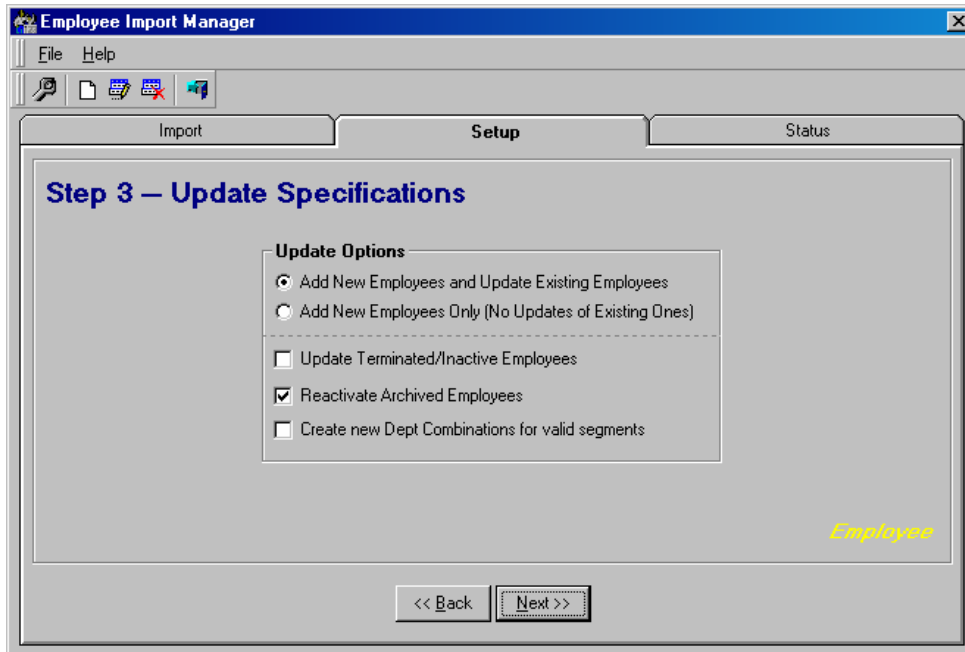 Employee Import Manager
File Help
Import Setup Status
Step 3 — Update Specifications
Update Options
Add New Employees and Update Existing Employees
Add New Employees Only (No Updates of Existing Ones)
Update Terminated/Inactive Employees
Reactivate Archived Employees
Create new Dept Combinations for valid segments
Employee
<< Back Next >>